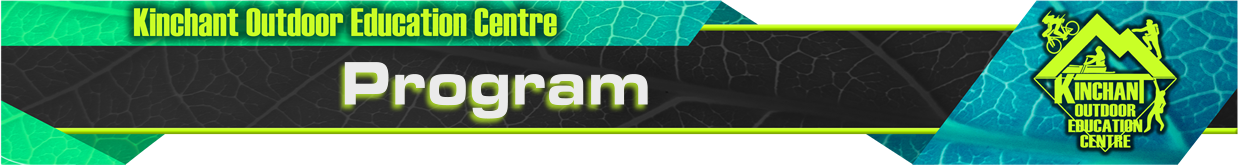 Kinchant Outdoor Education Centre
Program
KINCHANT
OUTDOOR
EDUCATION
CENTRE